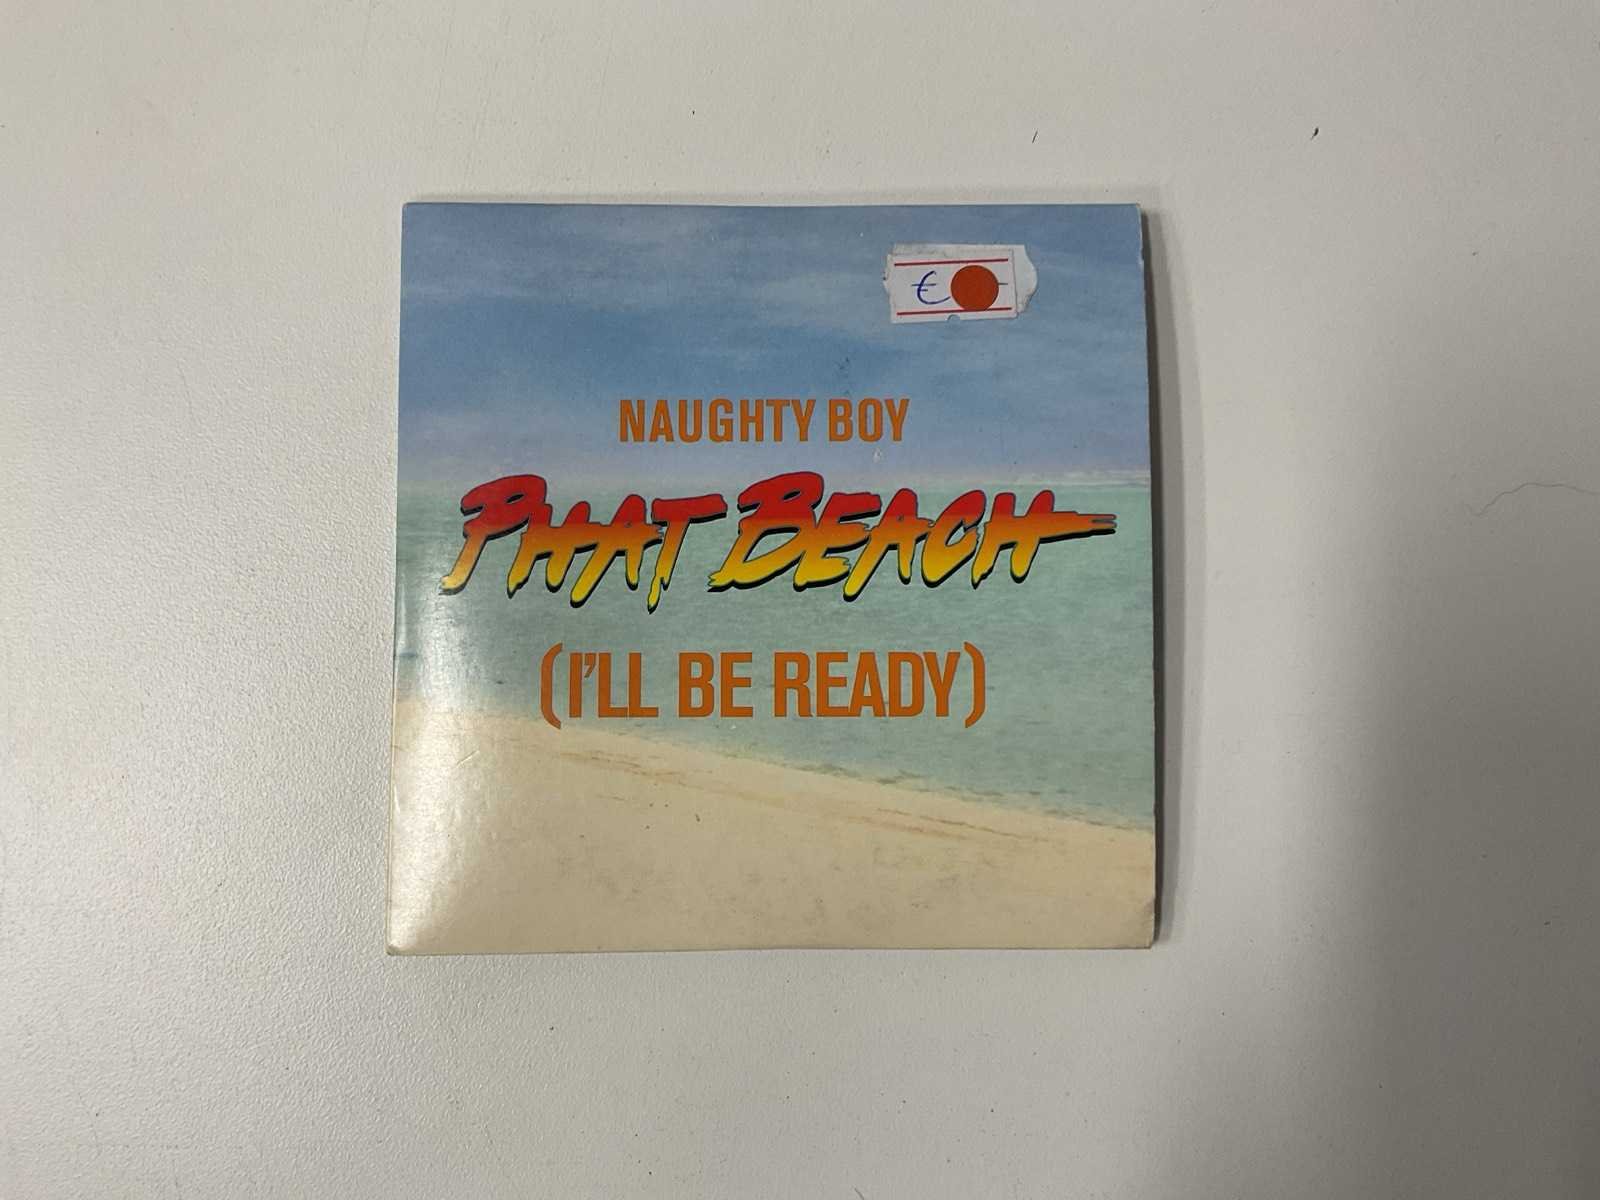 €
NAUGHTY BOY
PHAT BEACH
(I'LL BE READY)